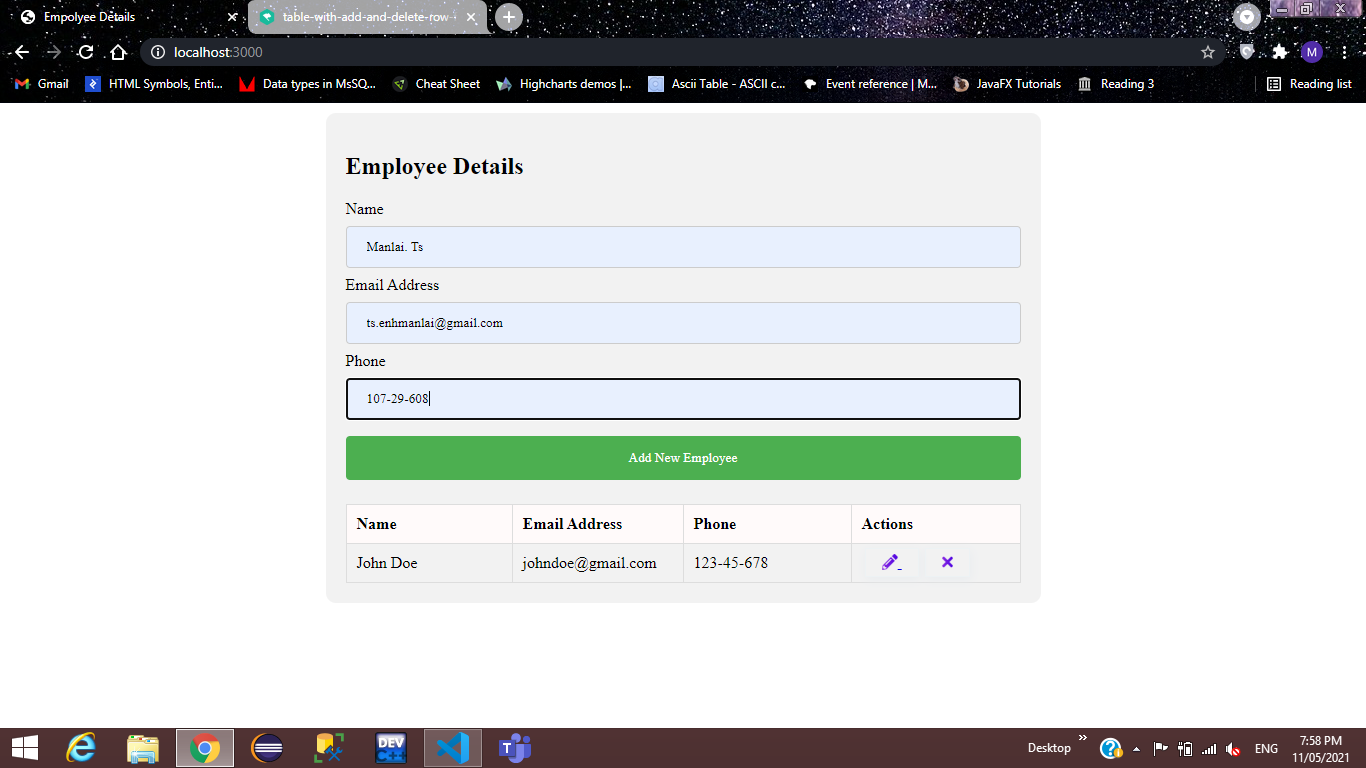 Empolyee Details
table-with-add-and-delete-row
localhost:3000
M
Gmail
HTML Symbols, Enti...
Data types in MsSQ...
Cheat Sheet
Highcharts demos |...
Ascii Table - ASCII c...
Event reference | M...
JavaFX Tutorials
Reading 3
Reading list
Employee Details
Name
Manlai. Ts
Email Address
ts.enhmanlai@gmail.com
Phone
107-29-608
Add New Employee
Name Email Address Phone Actions
John Doe johndoe@gmail.com 123-45-678
DEV
C++
T
Desktop
ENG
7:58 PM
11/05/2021